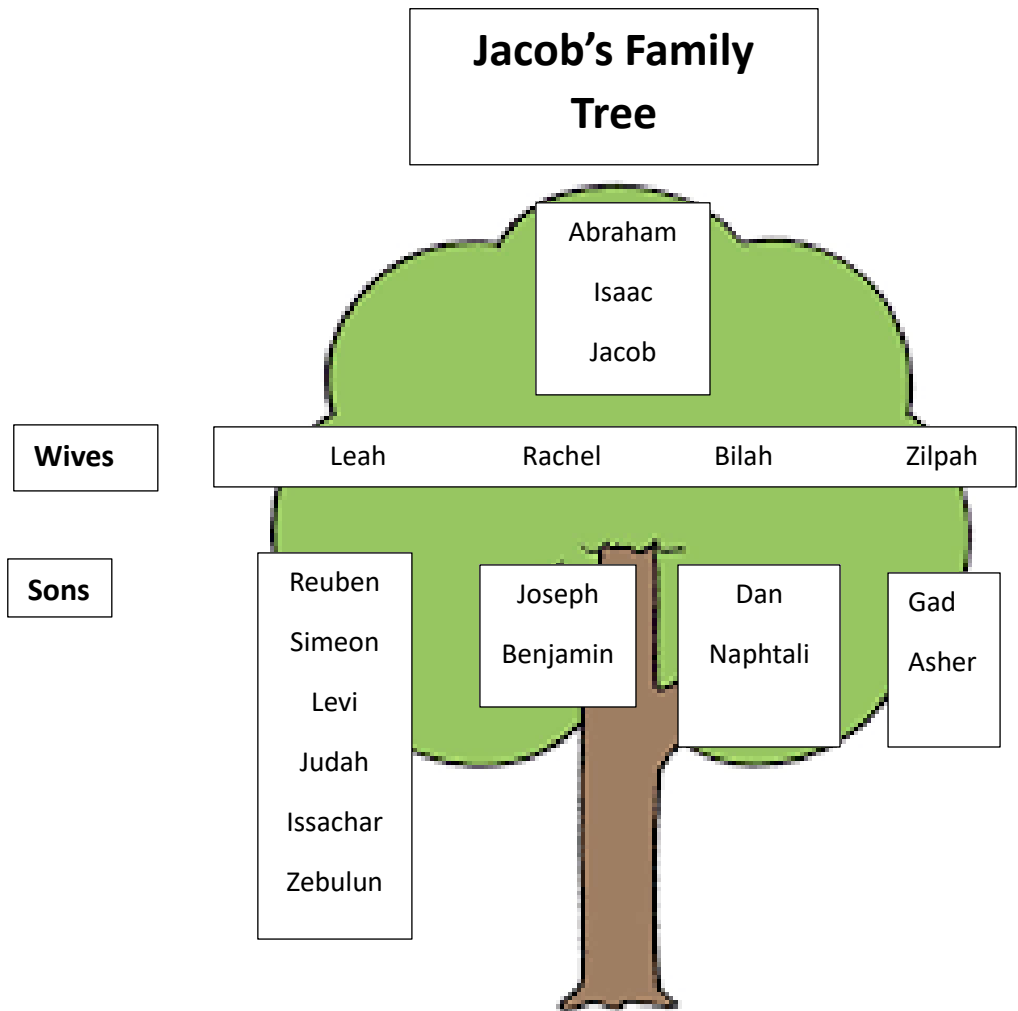 Jacob’s Family
Tree
Abraham
Isaac
Jacob
Wives
Leah Rachel Bilah Zilpah
Sons
Reuben
Simeon
Levi
Judah
Issachar
Zebulun
Joseph
Benjamin
Dan
Naphtali
Gad
Asher